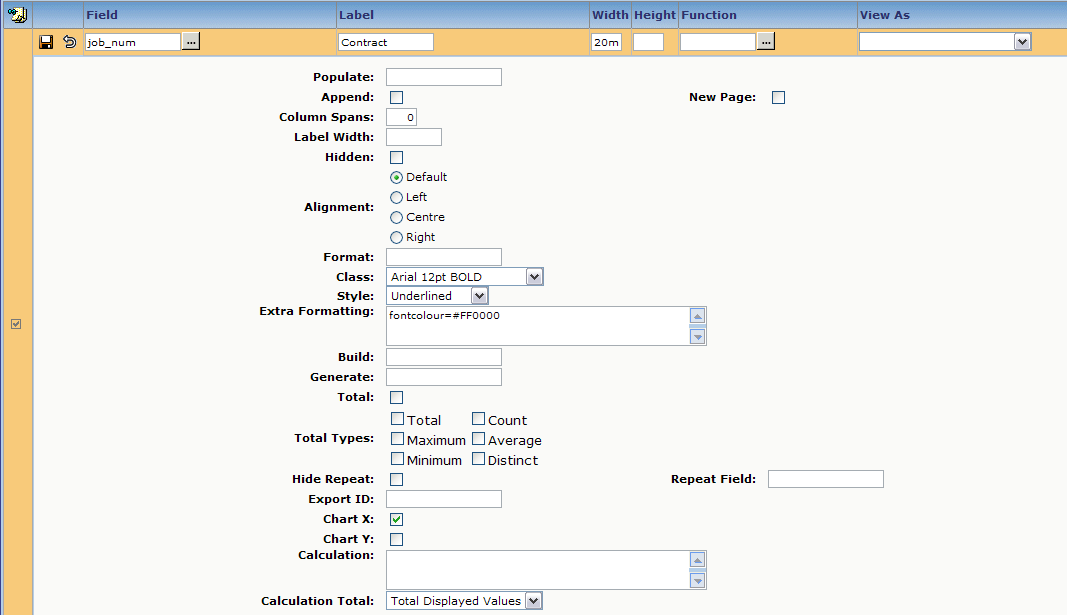 Field Label Width Height Function View As
job_num ... Contract 20m ...
Populate:
Append: New Page:
Column Spans: 0
Label Width:
Hidden:
Default
Left
Alignment:
Centre
Right
Format:
Class: Arial 12pt BOLD
Style: Underlined
Extra Formatting: fontcolour=#FF0000
Build:
Generate:
Total:
Total Count
Total Types: Maximum Average
Minimum Distinct
Hide Repeat: Repeat Field:
Export ID:
Chart X:
Chart Y:
Calculation:
Calculation Total: Total Displayed Values